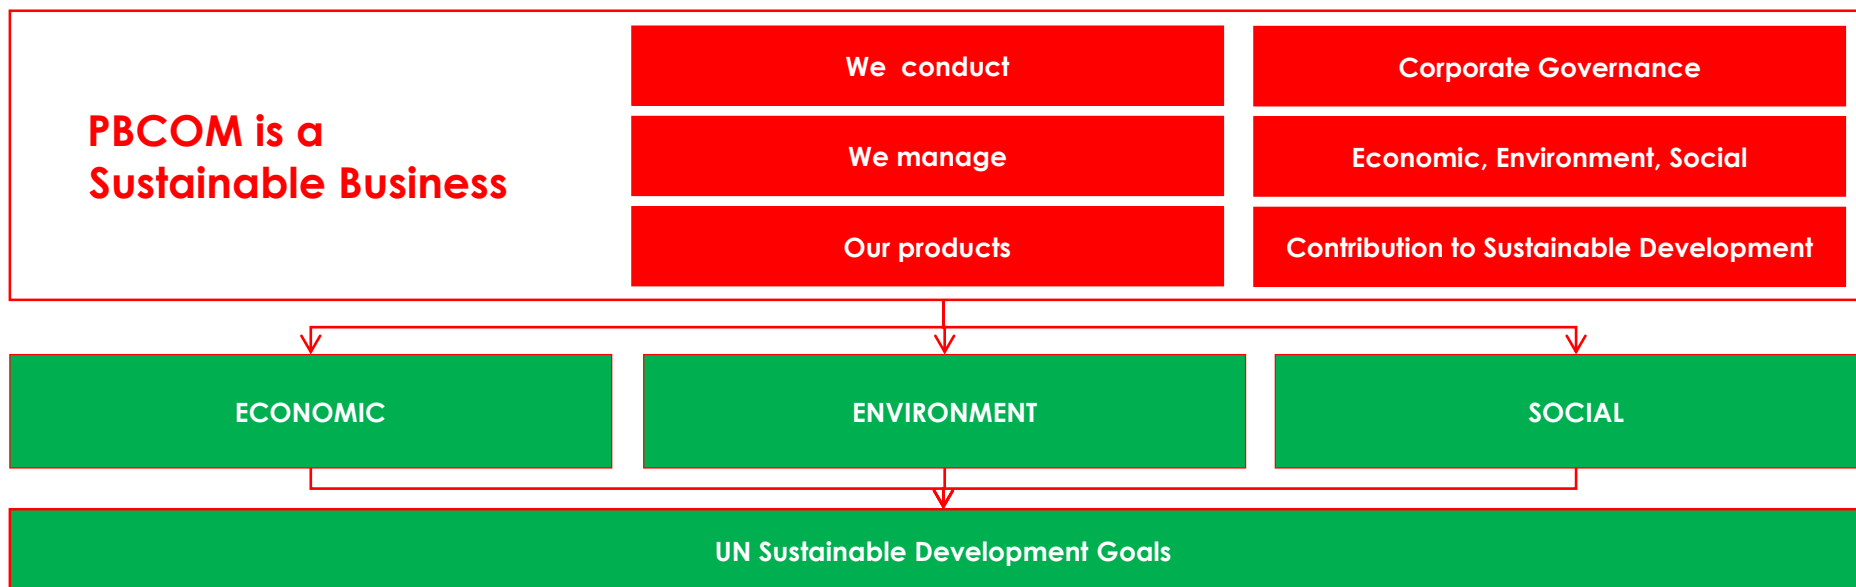 PBCOM is a
Sustainable Business
We conduct
Corporate Governance
We manage
Economic, Environment, Social
Our products
Contribution to Sustainable Development
ECONOMIC
ENVIRONMENT
SOCIAL
UN Sustainable Development Goals